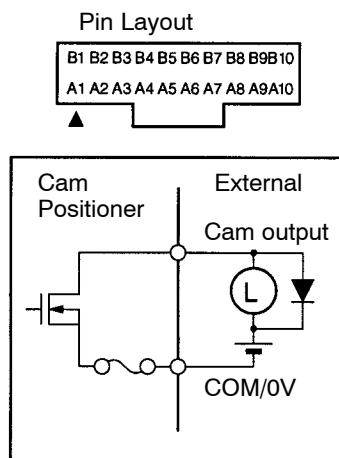 Pin Layout
B1 B2 B3 B4 B5 B6 B7 B8 B9B10
A1 A2 A3 A4 A5 A6 A7 A8 A9A10
Cam Positioner
External
Cam output
L
COM/0V